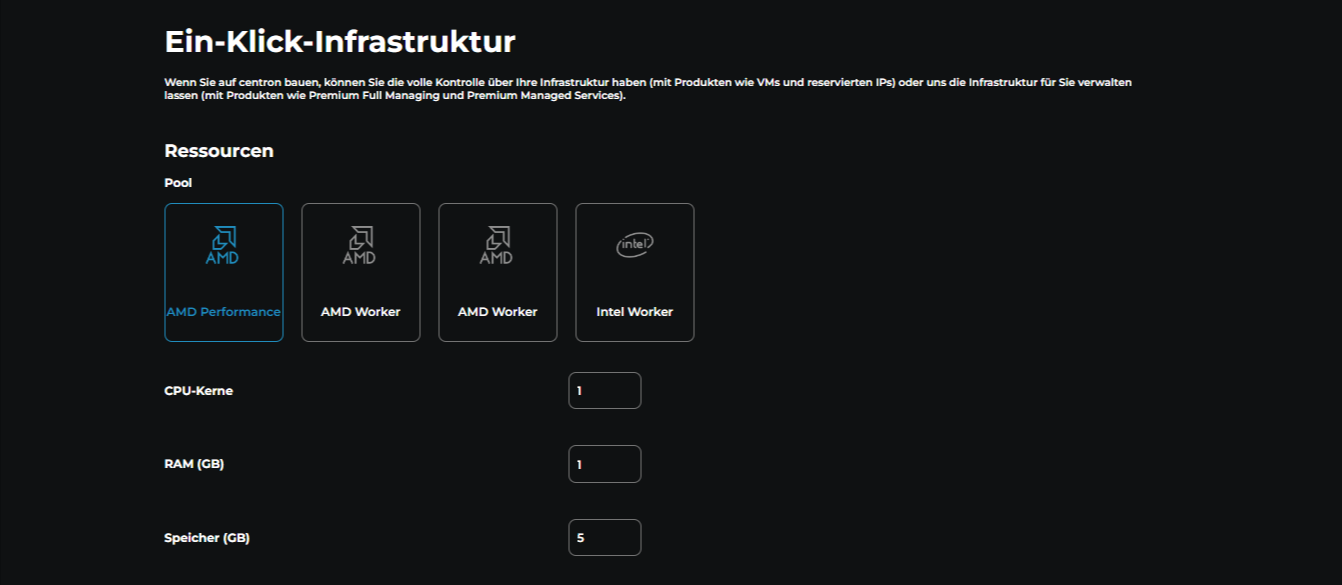 Ein-Klick-Infrastruktur
Wenn Sie auf centron bauen, können Sie die volle Kontrolle über Ihre Infrastruktur haben (mit Produkten wie VMs und reservierten IPs) oder uns die Infrastruktur für Sie verwalten
lassen (mit Produkten wie Premium Full Managing und Premium Managed Services).
Ressourcen
Pool
AMD AMD AMD intel
AMD Performance AMD Worker AMD Worker Intel Worker
CPU-Kerne 1
RAM (GB) 1
Speicher (GB) 5